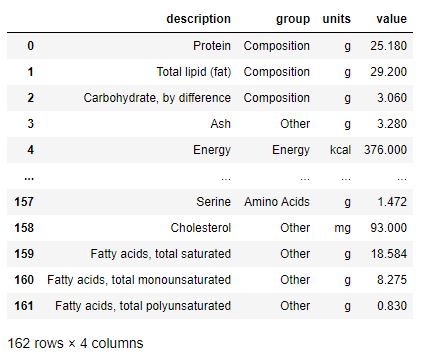 description group units value
0 Protein Composition g 25.180
1 Total lipid (fat) Composition g 29.200
2 Carbohydrate, by difference Composition g 3.060
3 Ash Other g 3.280
4 Energy Energy kcal 376.000
... ... ... ... ...
157 Serine Amino Acids g 1.472
158 Cholesterol Other mg 93.000
159 Fatty acids, total saturated Other g 18.584
160 Fatty acids, total monounsaturated Other g 8.275
161 Fatty acids, total polyunsaturated Other g 0.830
162 rows × 4 columns